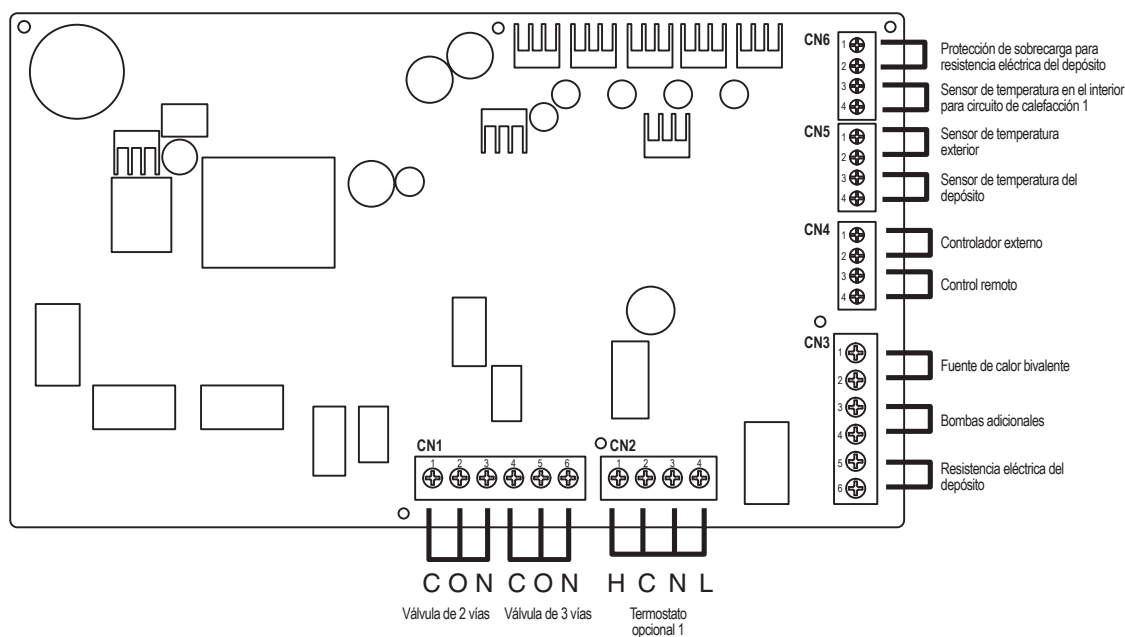 CN6
1
2
3
4
Protección de sobrecarga para
resistencia eléctrica del depósito
Sensor de temperatura en el interior
para circuito de calefacción 1
CN5
1
2
3
4
Sensor de temperatura
exterior
Sensor de temperatura del
depósito
CN4
1
2
3
4
Controlador externo
Control remoto
CN3
1
2
3
4
5
6
Fuente de calor bivalente
Bombas adicionales
Resistencia eléctrica del
depósito
CN1
1 2 3 4 5 6
CN2
1 2 3 4
C O N C O N H C N L
Válvula de 2 vías
Válvula de 3 vías
Termostato
opcional 1